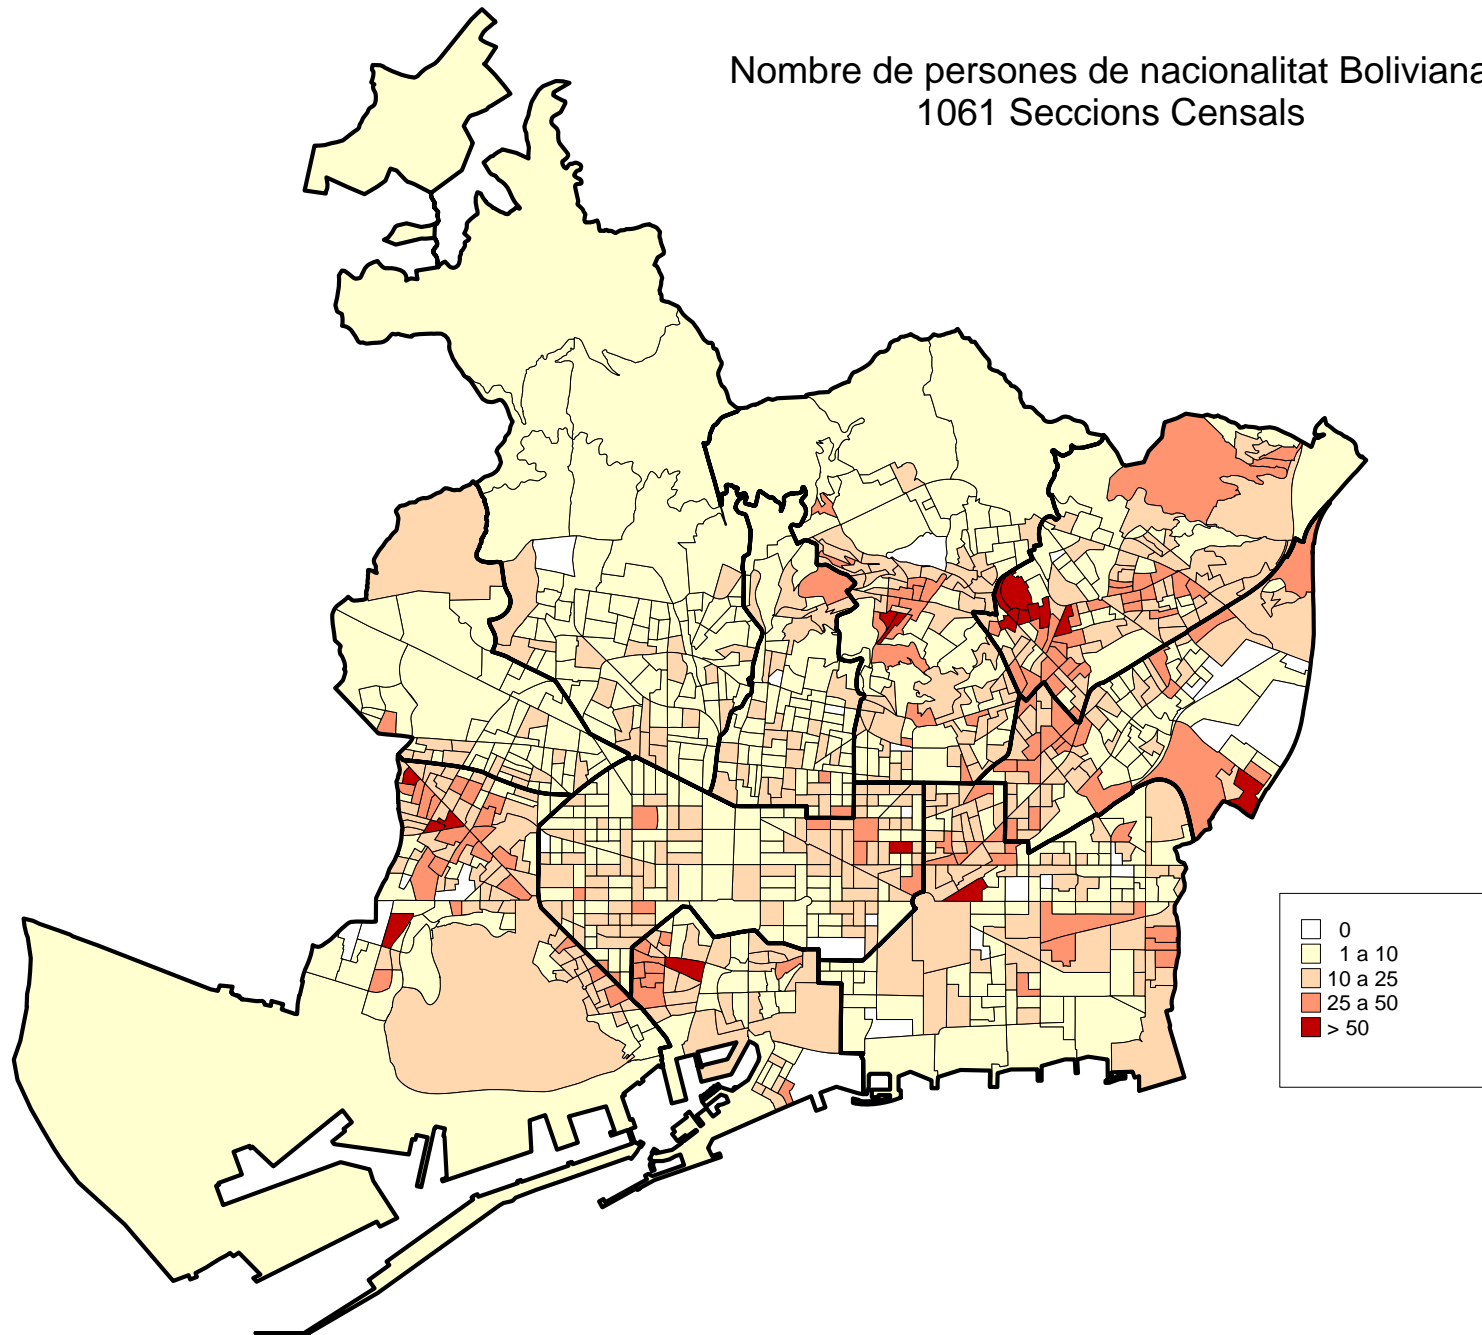 Nombre de persones de nacionalitat Boliviana
1061 Seccions Censals
0
1 a 10
10 a 25
25 a 50
> 50